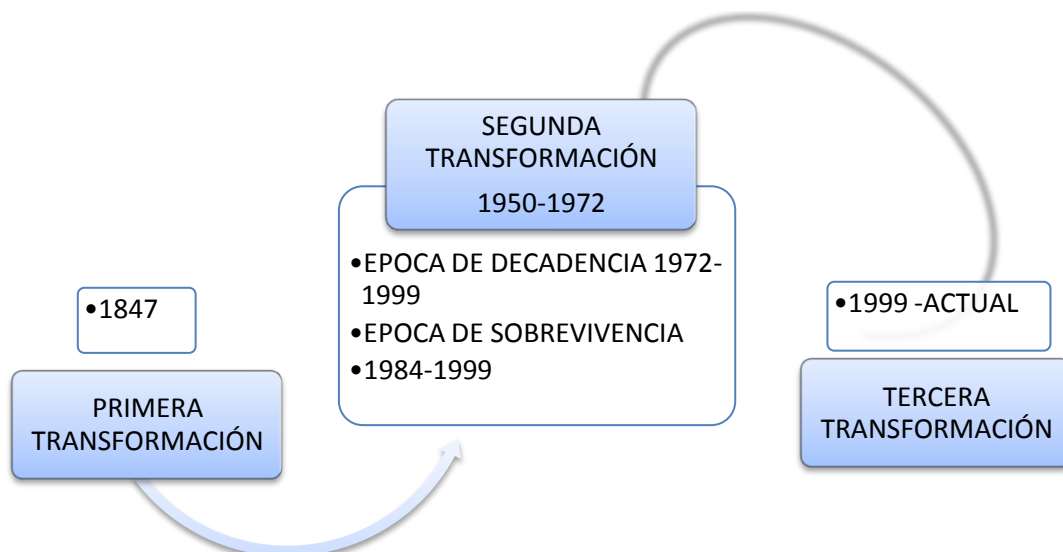 •1847
PRIMERA
TRANSFORMACIÓN
SEGUNDA
TRANSFORMACIÓN
1950-1972
•EPOCA DE DECADENCIA 1972-
1999
•EPOCA DE SOBREVIVENCIA
•1984-1999
•1999 -ACTUAL
TERCERA
TRANSFORMACIÓN